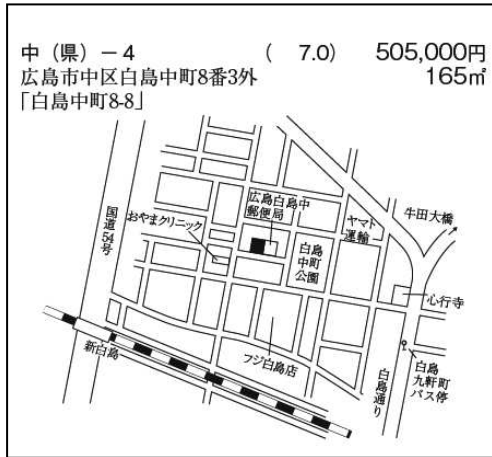 中（県）－4 （ 7.0） 505,000円
広島市中区白島中町8番3外 165㎡
「白島中町8-8」
広島白島中
郵便局
おやまクリニック
ヤマト
運輸
牛田大橋
国道54号
白島
中町
公園
心行寺
新白島
フジ白島店
白島通り
白島
九軒町
バス停